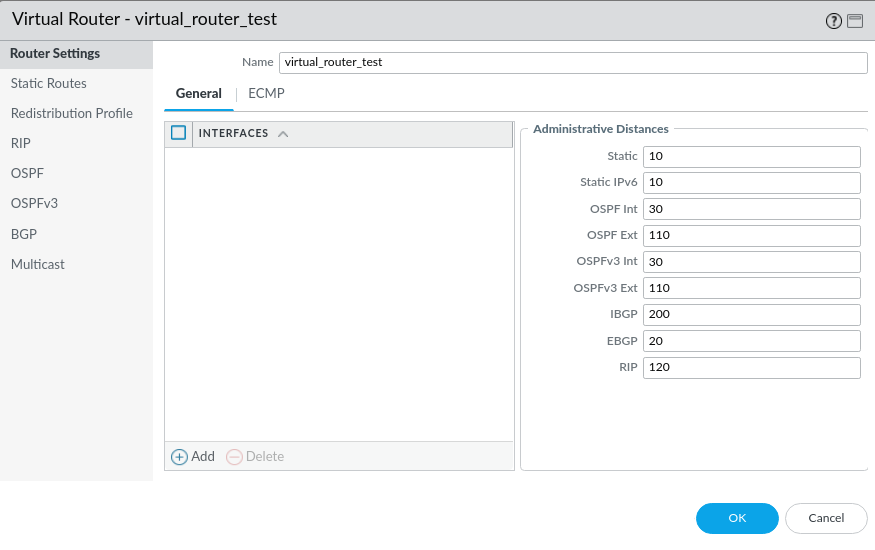 Virtual Router - virtual_router_test
Router Settings
Static Routes
Redistribution Profile
RIP
OSPF
OSPFv3
BGP
Multicast
Name virtual_router_test
General ECMP
INTERFACES
Add Delete
Administrative Distances
Static 10
Static IPv6 10
OSPF Int 30
OSPF Ext 110
OSPFv3 Int 30
OSPFv3 Ext 110
IBGP 200
EBGP 20
RIP 120
OK Cancel